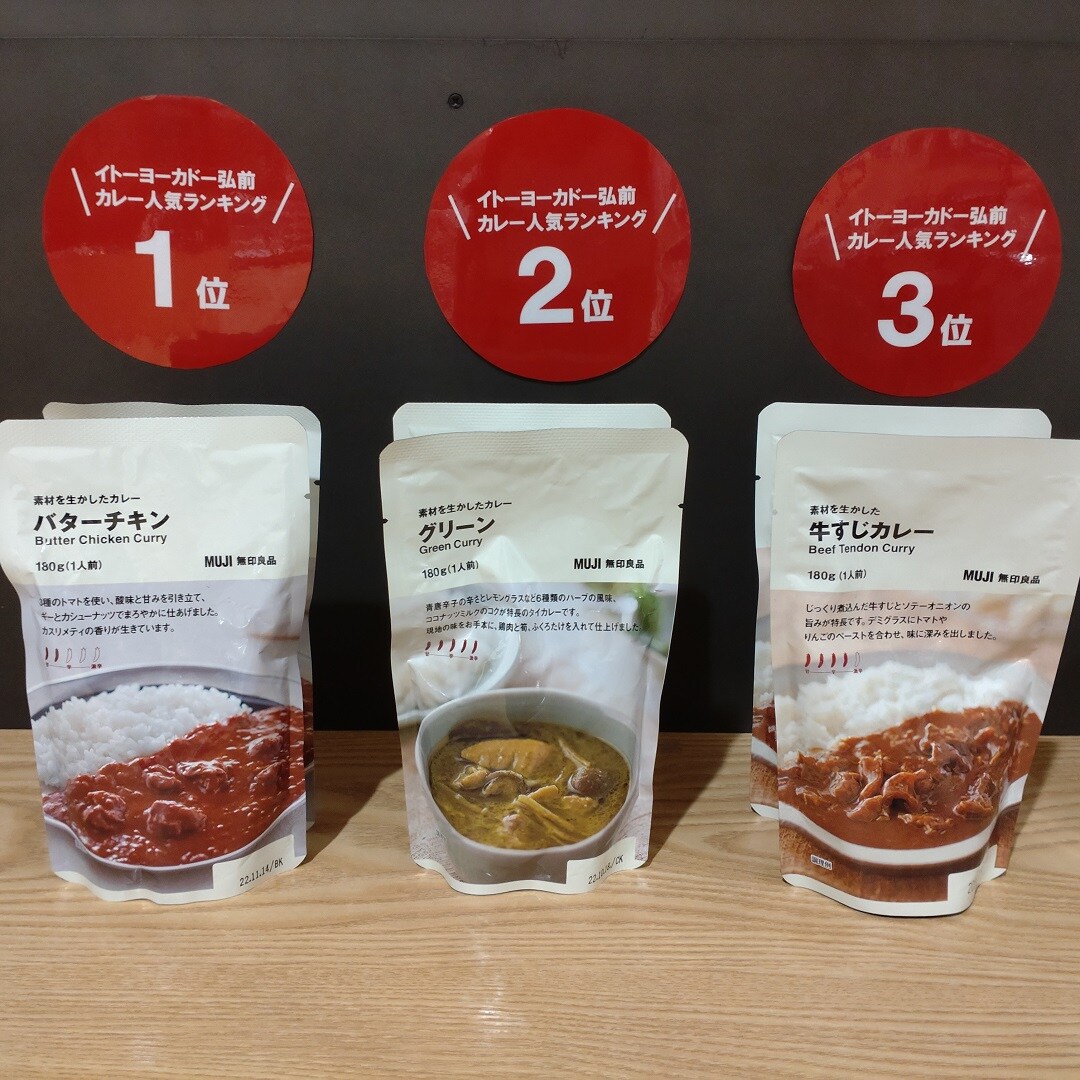 イトーヨーカドー弘前
カレー人気ランキング
1位
イトーヨーカドー弘前
カレー人気ランキング
2位
イトーヨーカドー弘前
カレー人気ランキング
3位
素材を生かしたカレー
バターチキン
Butter Chicken Curry
180g(1人前)
MUJI 無印良品
種のトマトを使い、酸味と甘みを引き立て、
ギーとカシューナッツでまろやかに仕あげました。
カスリメティの香りが生きています。
22.11.14/BK
素材を生かしたカレー
グリーン
Green Curry
180g(1人前)
MUJI 無印良品
青唐辛子の辛さとレモングラスなど6種類のハーブの風味、
ココナッツミルクのコクが特長のタイカレーです。
現地の味をお手本に、鶏肉と筍、ふくろたけを入れて仕上げました
素材を生かした
牛すじカレー
Beef Tendon Curry
180g(1人前)
MUJI 無印良品
じっくり煮込んだ牛すじとソテーオニオンの
旨みが特長です。デミグラスにトマトや
りんごのペーストを合わせ、味に深みを出しました。
調理例